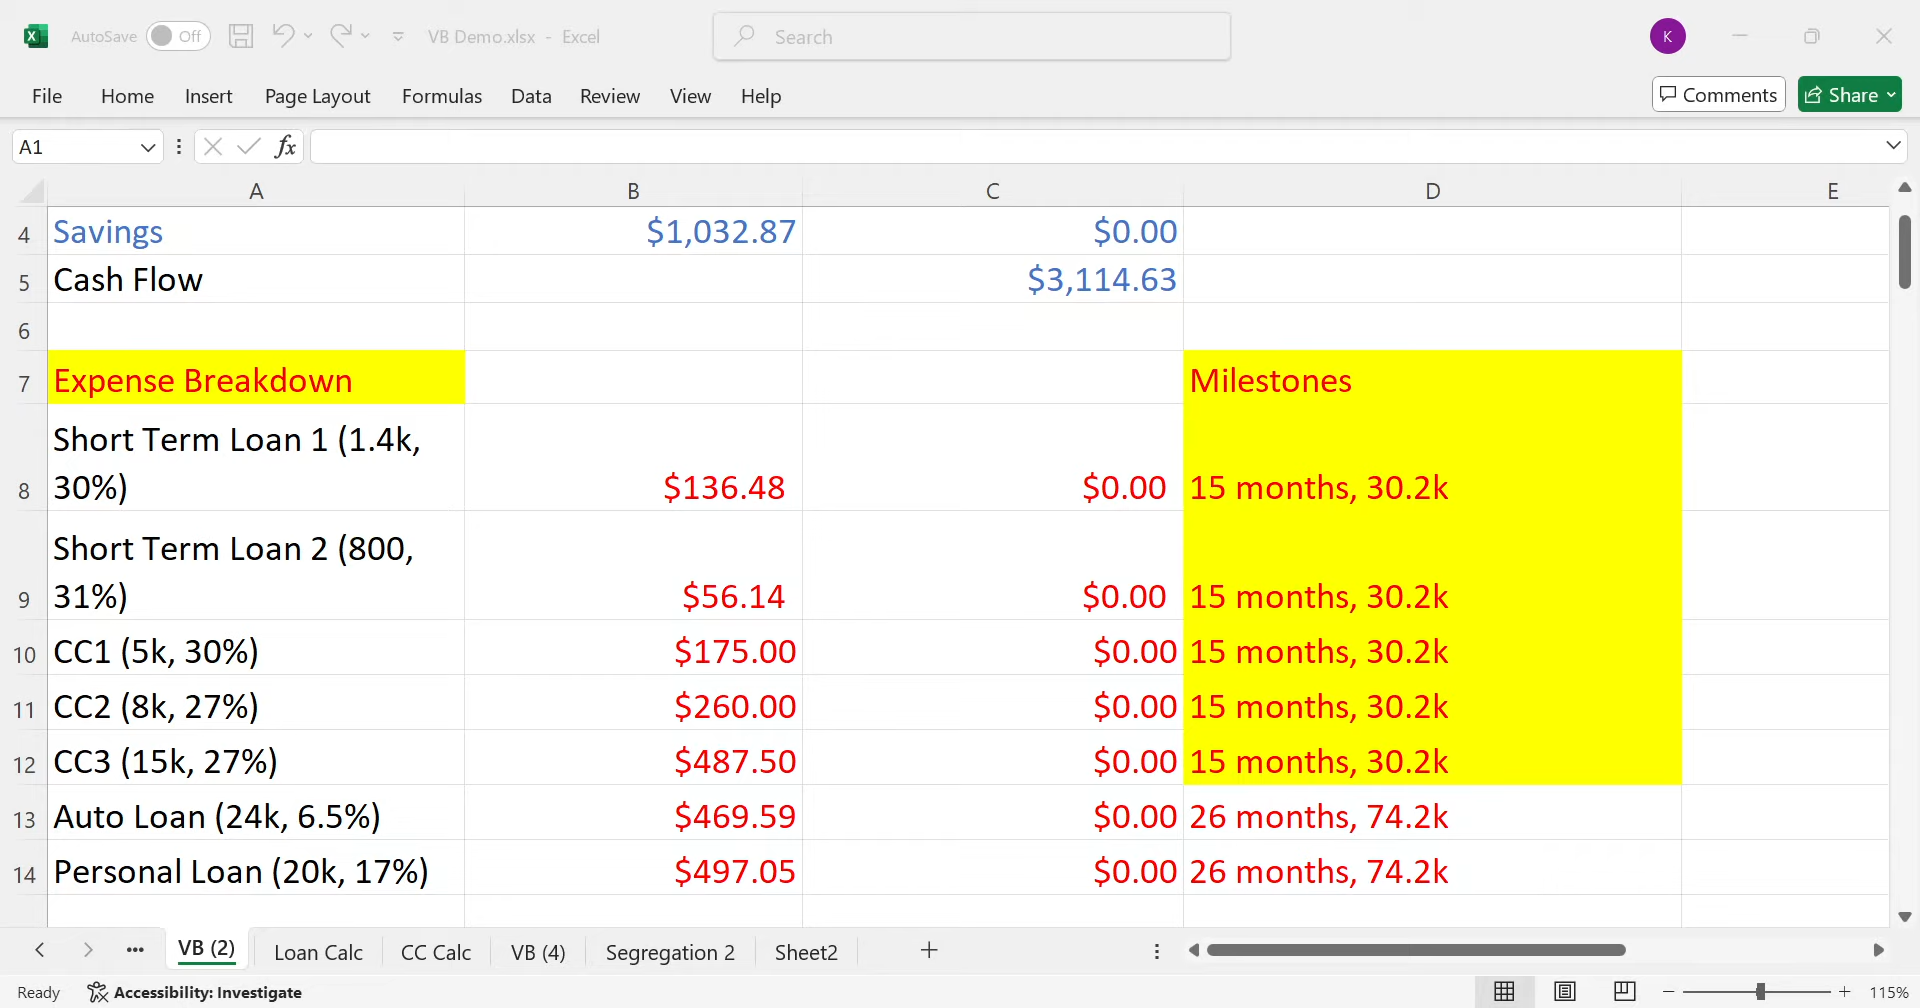 AutoSave Off VB Demo.xlsx - Excel Search K
File Home Insert Page Layout Formulas Data Review View Help Comments Share
A1 fx
A B C D E
4 Savings $1,032.87 $0.00
5 Cash Flow $3,114.63
6
7 Expense Breakdown Milestones
Short Term Loan 1 (1.4k,
8 30%) $136.48 $0.00 15 months, 30.2k
Short Term Loan 2 (800,
9 31%) $56.14 $0.00 15 months, 30.2k
10 CC1 (5k, 30%) $175.00 $0.00 15 months, 30.2k
11 CC2 (8k, 27%) $260.00 $0.00 15 months, 30.2k
12 CC3 (15k, 27%) $487.50 $0.00 15 months, 30.2k
13 Auto Loan (24k, 6.5%) $469.59 $0.00 26 months, 74.2k
14 Personal Loan (20k, 17%) $497.05 $0.00 26 months, 74.2k
VB (2) Loan Calc CC Calc VB (4) Segregation 2 Sheet2
Ready Accessibility: Investigate 115%